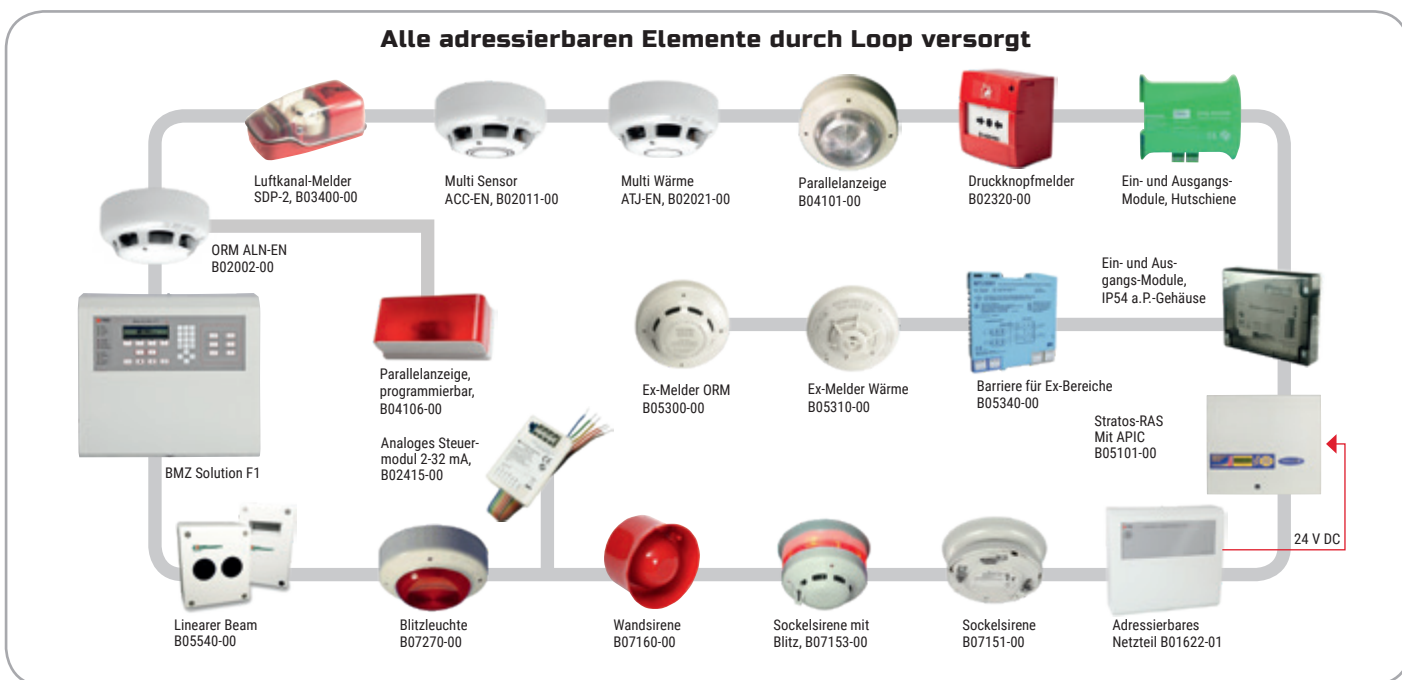 Alle adressierbaren Elemente durch Loop versorgt
Luftkanal-Melder
SDP-2, B03400-00
Multi Sensor
ACC-EN, B02011-00
Multi Wärme
ATJ-EN, B02021-00
Parallelanzeige
B04101-00
Druckknopfmelder
B02320-00
Ein- und Ausgangs-
Module, Hutschiene
ORM ALN-EN
B02002-00
BMZ Solution F1
Parallelanzeige,
programmierbar,
B04106-00
Ex-Melder ORM
B05300-00
Ex-Melder Wärme
B05310-00
Barriere für Ex-Bereiche
B05340-00
Ein- und Aus-
gangs-Module,
IP54 a.P.-Gehäuse
Stratos-RAS
Mit APIC
B05101-00
Analoges Steuer-
modul 2-32 mA,
B02415-00
24 V DC
Linearer Beam
B05540-00
Blitzleuchte
B07270-00
Wandsirene
B07160-00
Sockelsirene mit
Blitz, B07153-00
Sockelsirene
B07151-00
Adressierbares
Netzteil B01622-01